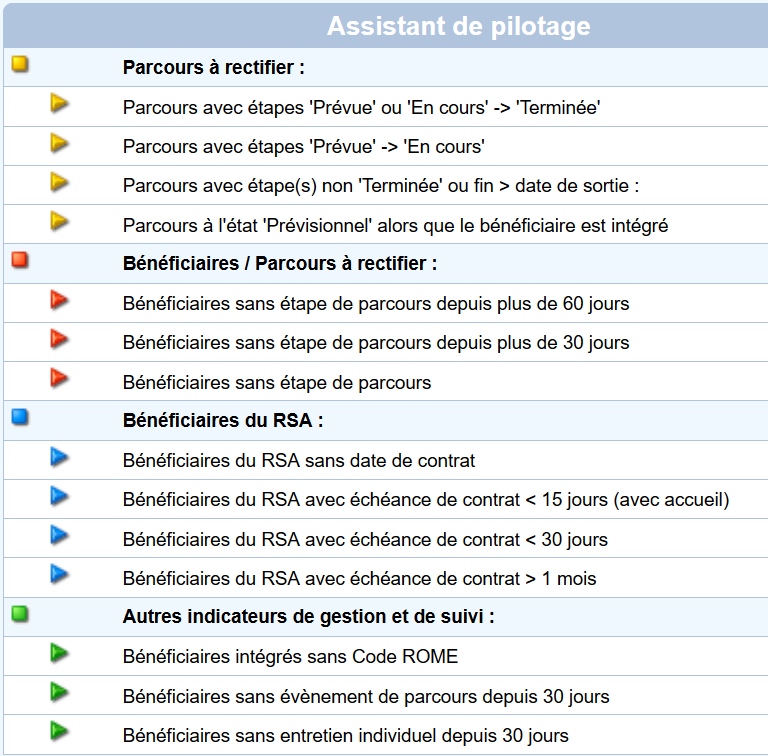 Assistant de pilotage
Parcours à rectifier :
Parcours avec étapes 'Prévue' ou 'En cours' -> 'Terminée'
Parcours avec étapes 'Prévue' -> 'En cours'
Parcours avec étape(s) non 'Terminée' ou fin > date de sortie :
Parcours à l'état 'Prévisionnel' alors que le bénéficiaire est intégré
Bénéficiaires / Parcours à rectifier :
Bénéficiaires sans étape de parcours depuis plus de 60 jours
Bénéficiaires sans étape de parcours depuis plus de 30 jours
Bénéficiaires sans étape de parcours
Bénéficiaires du RSA :
Bénéficiaires du RSA sans date de contrat
Bénéficiaires du RSA avec échéance de contrat < 15 jours (avec accueil)
Bénéficiaires du RSA avec échéance de contrat < 30 jours
Bénéficiaires du RSA avec échéance de contrat > 1 mois
Autres indicateurs de gestion et de suivi :
Bénéficiaires intégrés sans Code ROME
Bénéficiaires sans évènement de parcours depuis 30 jours
Bénéficiaires sans entretien individuel depuis 30 jours